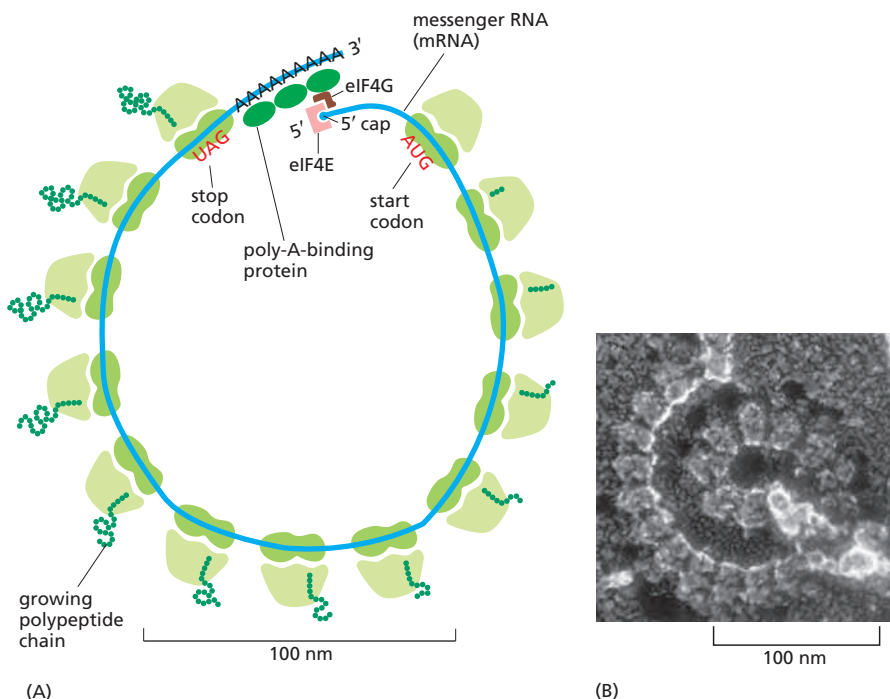 messenger RNA
(mRNA)
AAAAAAAAA 3′
eIF4G
5′
5′ cap
eIF4E
UAG
AUG
stop
codon
start
codon
poly-A-binding
protein
growing
polypeptide
chain
100 nm
100 nm
(A)
(B)